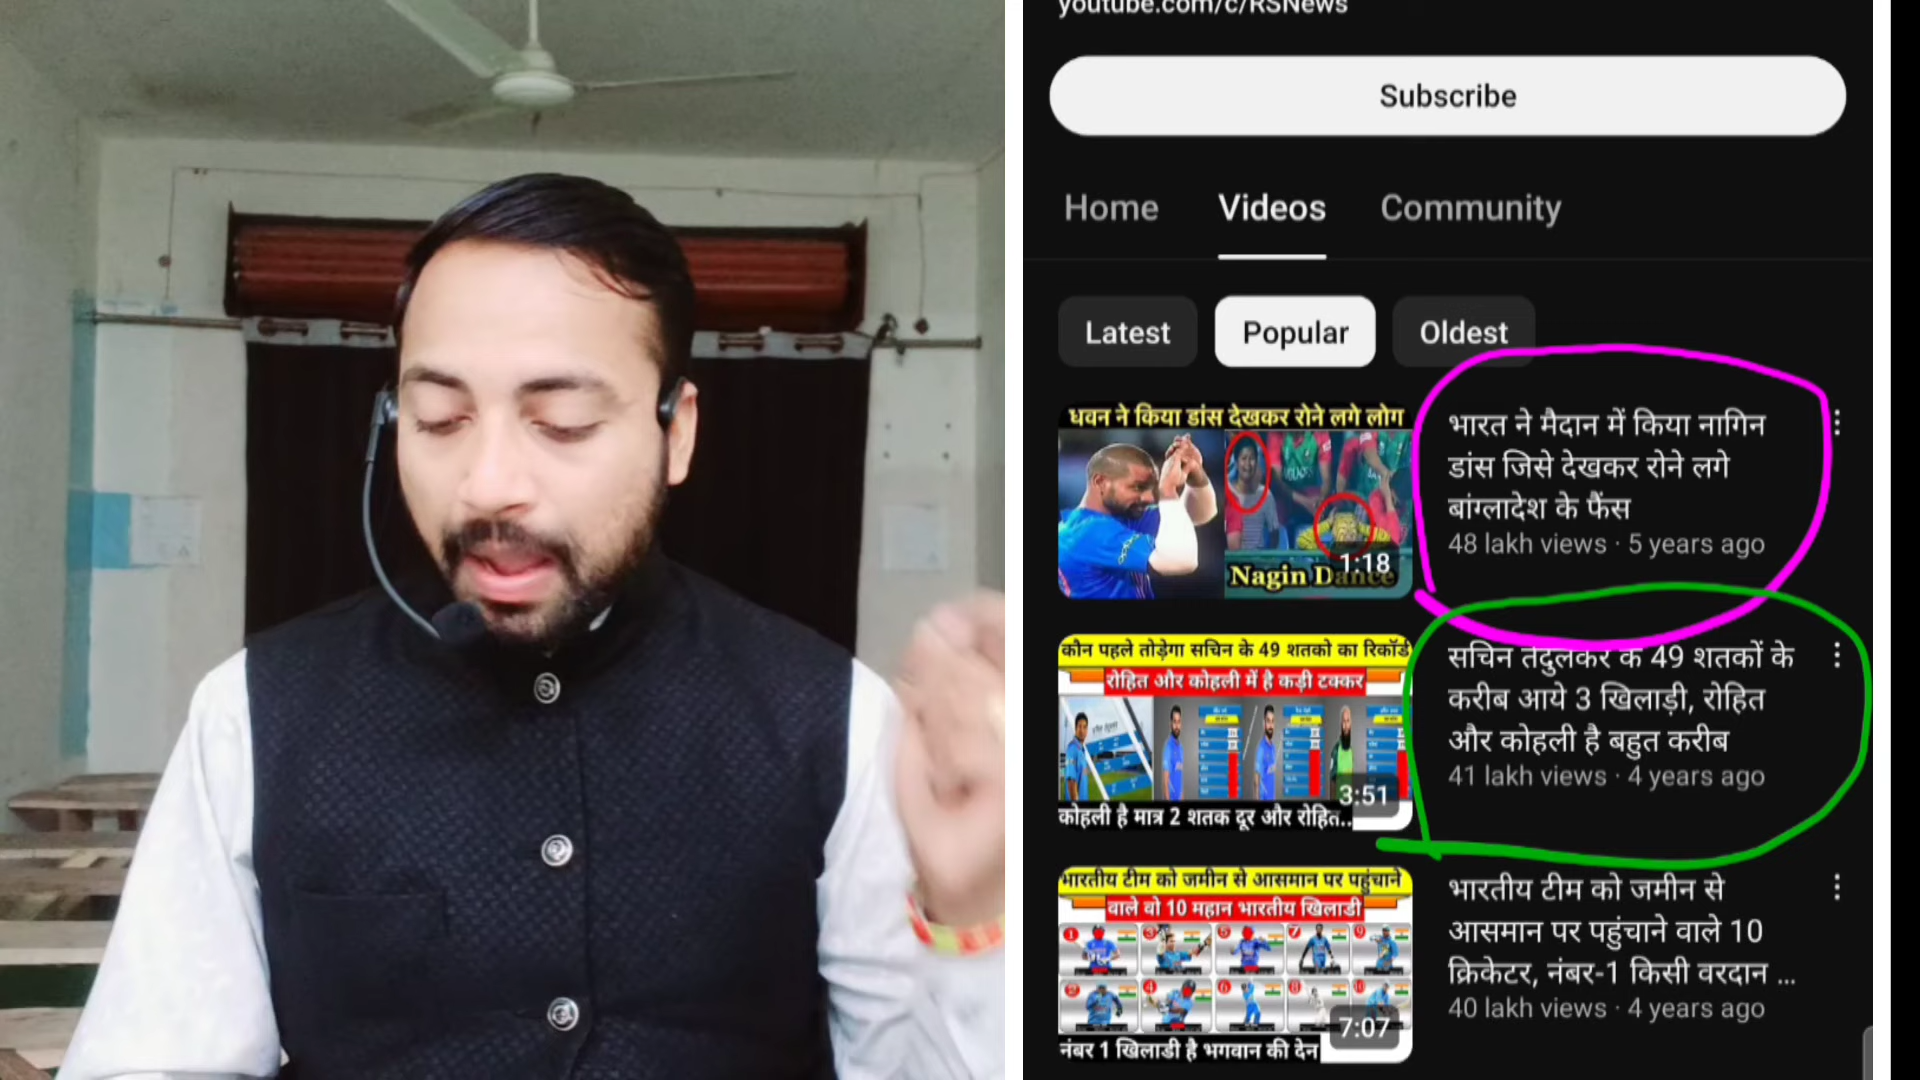 youtube.com/c/RSNews
Subscribe
Home Videos Community
Latest Popular Oldest
धवन ने किया डांस देखकर रोने लगे लोग
Nagin Dance
1:18
भारत ने मैदान में किया नागिन
डांस जिसे देखकर रोने लगे
बांग्लादेश के फैंस
48 lakh views · 5 years ago
कौन पहले तोड़ेगा सचिन के 49 शतको का रिकॉर्ड
रोहित और कोहली में है कड़ी टक्कर
3:51
कोहली है मात्र 2 शतक दूर और रोहित..
सचिन तेंदुलकर के 49 शतकों के
करीब आये 3 खिलाड़ी, रोहित
और कोहली है बहुत करीब
41 lakh views · 4 years ago
भारतीय टीम को जमीन से आसमान पर पहुंचाने
वाले वो 10 महान भारतीय खिलाडी
7:07
नंबर 1 खिलाडी है भगवान की देन
भारतीय टीम को जमीन से
आसमान पर पहुंचाने वाले 10
क्रिकेटर, नंबर-1 किसी वरदान ...
40 lakh views · 4 years ago